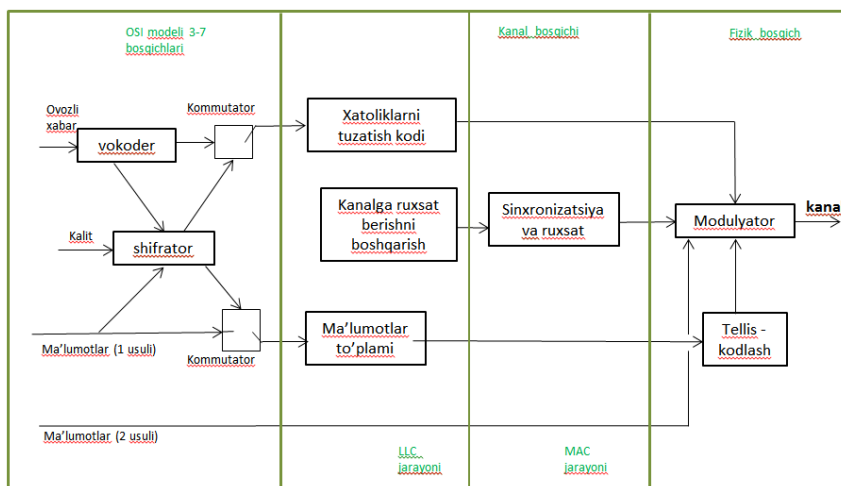 OSI modeli 3-7
bosqichlari
Kanal bosqichi
Fizik bosqich
Ovozli
xabar
Kommutator
vokoder
Xatoliklarni
tuzatish kodi
Kanalga ruxsat
berishni
boshqarish
Sinxronizatsiya
va ruxsat
Modulyator
kana
Kalit
shifrator
Ma'lumotlar (1 usuli)
Kommutator
Ma'lumotlar
to'plami
Tellis -
kodlash
Ma'lumotlar (2 usuli)
LLC
jarayoni
MAC
jarayoni